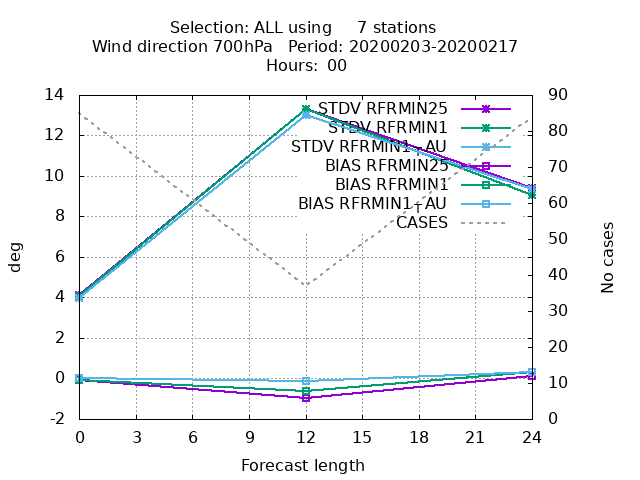 Selection: ALL using 7 stations
Wind direction 700hPa Period: 20200203-20200217
Hours: 00
deg
No cases
14
12
10
8
6
4
2
0
-2
90
80
70
60
50
40
30
20
10
0
STDV RFRMIN25
STDV RFRMIN1
STDV RFRMIN1+AU
BIAS RFRMIN25
BIAS RFRMIN1
BIAS RFRMIN1+AU
CASES
0 3 6 9 12 15 18 21 24
Forecast length